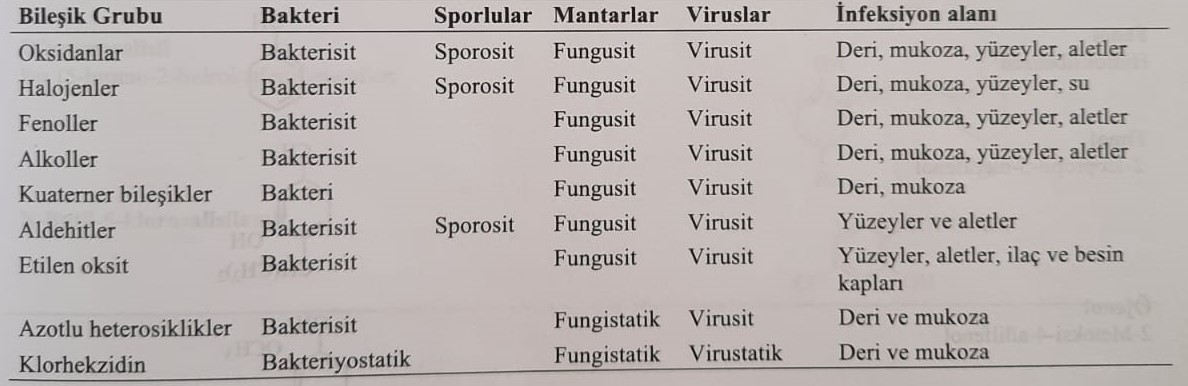 Bileşik Grubu Bakteri Sporlular Mantarlar Viruslar İnfeksiyon alanı
Oksidanlar Bakterisit Sporosit Fungusit Virusit Deri, mukoza, yüzeyler, aletler
Halojenler Bakterisit Sporosit Fungusit Virusit Deri, mukoza, yüzeyler, su
Fenoller Bakterisit Fungusit Virusit Deri, mukoza, yüzeyler, aletler
Alkoller Bakterisit Fungusit Virusit Deri, mukoza, yüzeyler, aletler
Kuaterner bileşikler Bakteri Fungusit Virusit Deri, mukoza
Aldehitler Bakterisit Sporosit Fungusit Virusit Yüzeyler ve aletler
Etilen oksit Bakterisit Fungusit Virusit Yüzeyler, aletler, ilaç ve besin
kapları
Azotlu heterosiklikler Bakterisit Fungistatik Virusit Deri ve mukoza
Klorhekzidin Bakteriyostatik Fungistatik Virustatik Deri ve mukoza